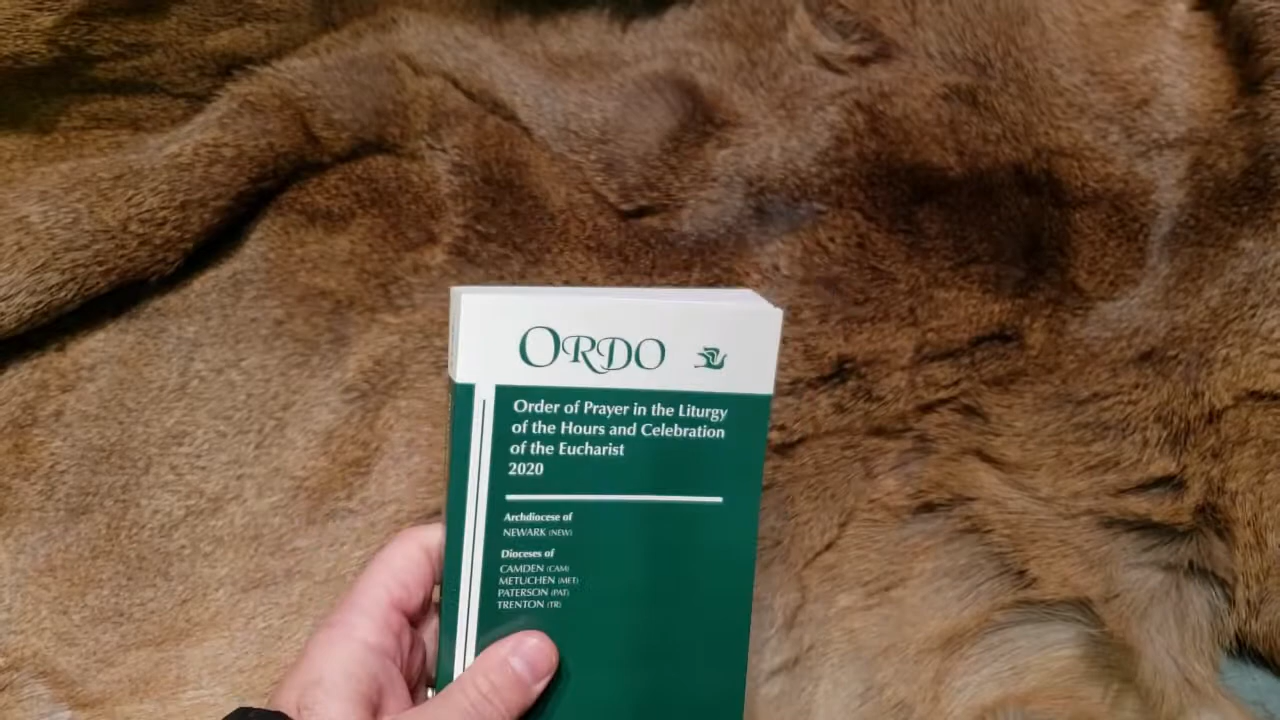 ORDO
Order of Prayer in the Liturgy
of the Hours and Celebration
of the Eucharist
2020
Archdiocese of
NEWARK (NEW)
Dioceses of
CAMDEN (CAM)
METUCHEN (MET)
PATERSON (PAT)
TRENTON (TR)